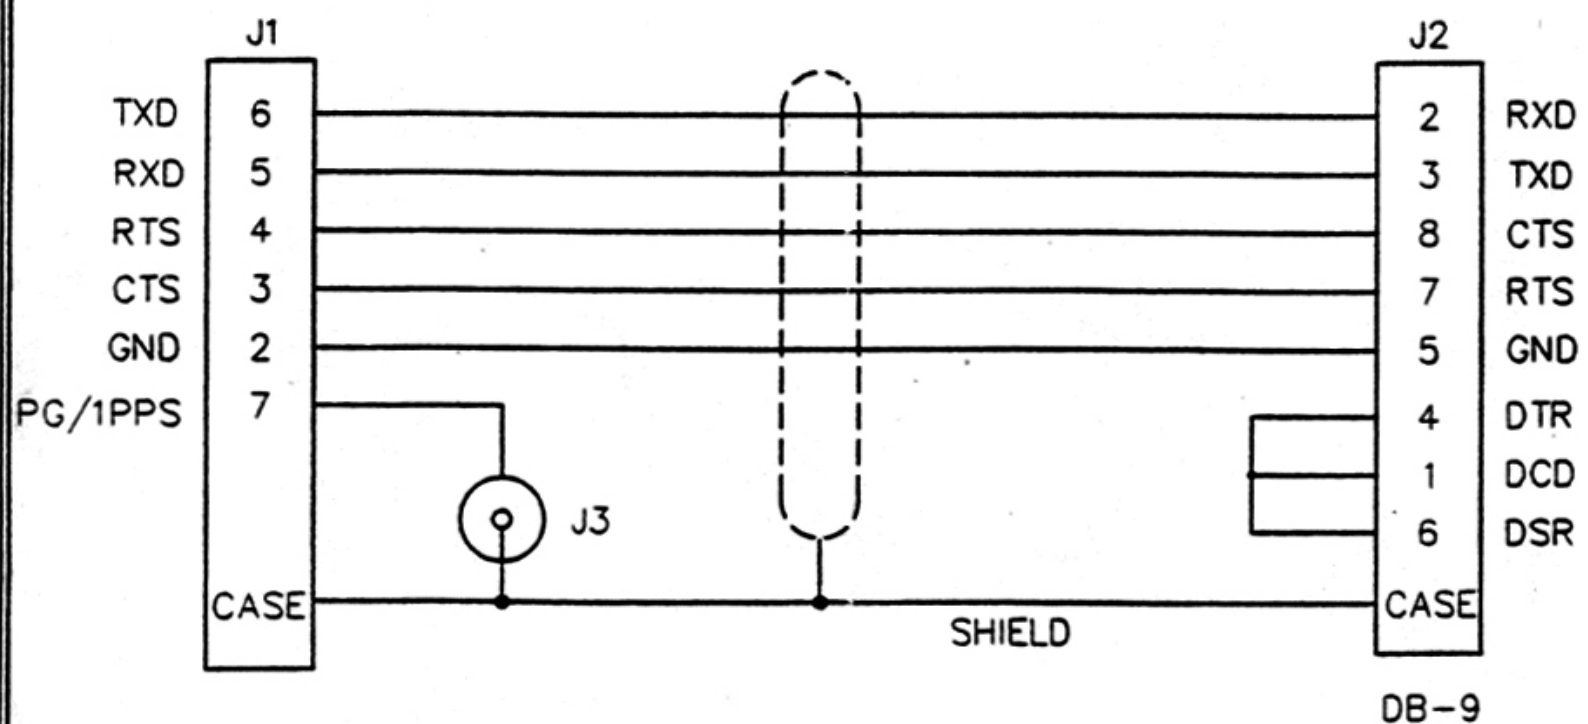 J1 J2
TXD 6 2 RXD
RXD 5 3 TXD
RTS 4 8 CTS
CTS 3 7 RTS
GND 2 5 GND
PG/1PPS 7 4 DTR
1 DCD
J3 6 DSR
CASE CASE
SHIELD
DB-9